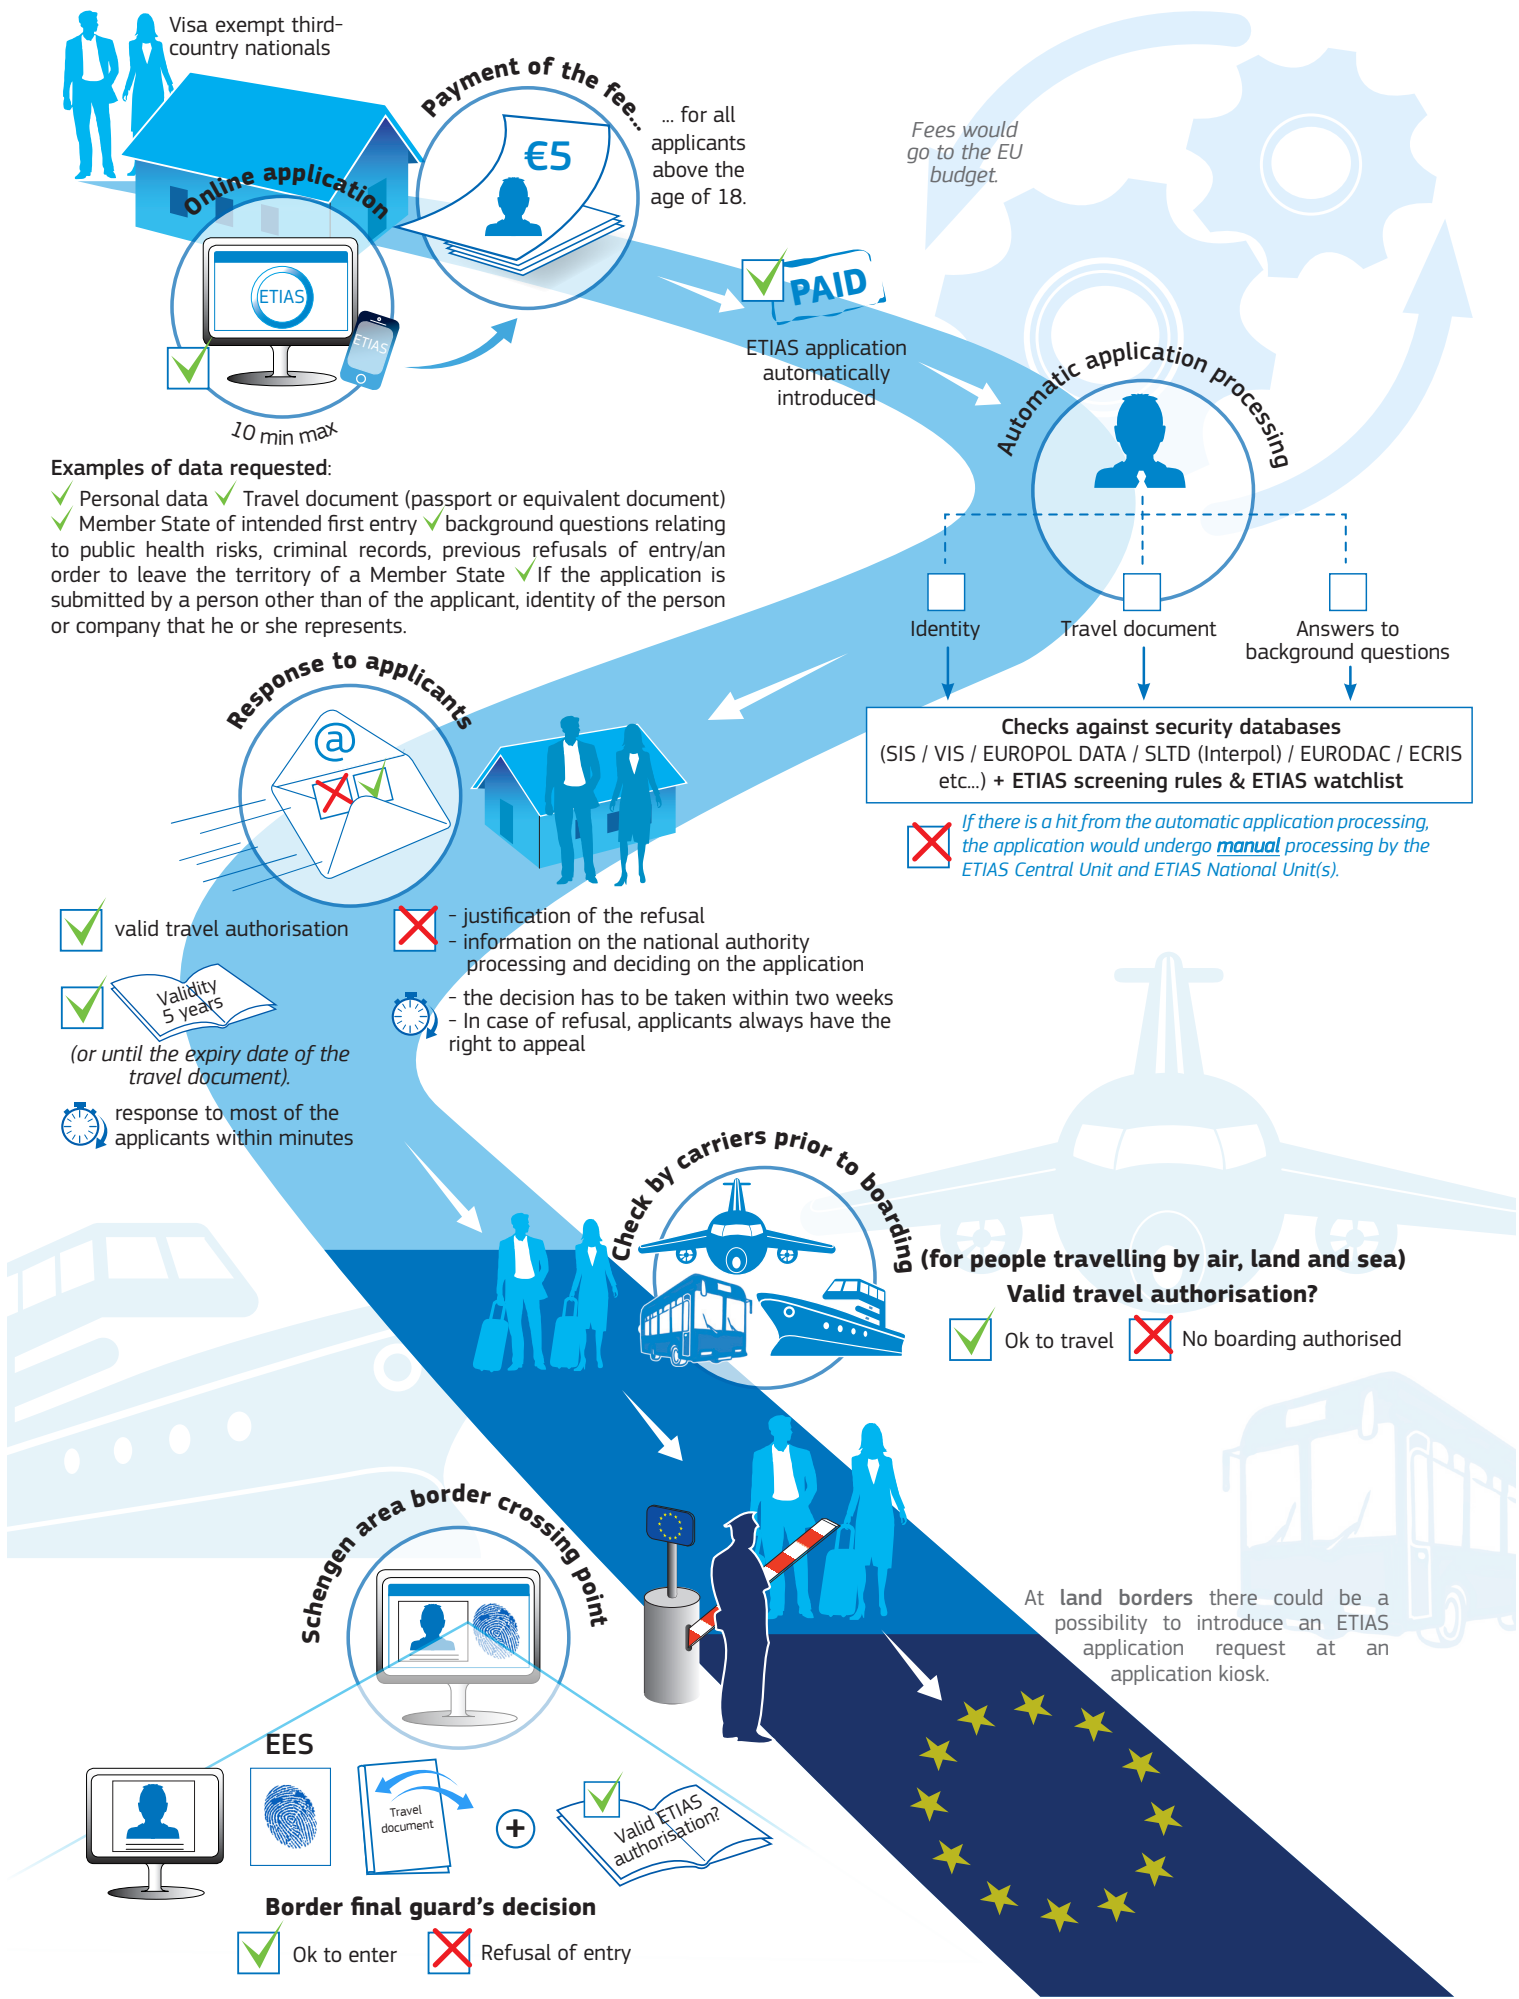 Visa exempt third-
country nationals
Payment of the fee...
... for all
applicants
above the
age of 18.
€5
Fees would
go to the EU
budget.
Online application
ETIAS
ETIAS
10 min max
PAID
ETIAS application
automatically
introduced
Automatic application processing
Examples of data requested:
Personal data Travel document (passport or equivalent document)
Member State of intended first entry background questions relating
to public health risks, criminal records, previous refusals of entry/an
order to leave the territory of a Member State If the application is
submitted by a person other than of the applicant, identity of the person
or company that he or she represents.
Identity
Travel document
Answers to
background questions
Checks against security databases
(SIS / VIS / EUROPOL DATA / SLTD (Interpol) / EURODAC / ECRIS
etc...) + ETIAS screening rules & ETIAS watchlist
If there is a hit from the automatic application processing,
the application would undergo manual processing by the
ETIAS Central Unit and ETIAS National Unit(s).
Response to applicants
@
valid travel authorisation
Validity
5 years
(or until the expiry date of the
travel document).
response to most of the
applicants within minutes
- justification of the refusal
- information on the national authority
processing and deciding on the application
- the decision has to be taken within two weeks
- In case of refusal, applicants always have the
right to appeal
Check by carriers prior to boarding
(for people travelling by air, land and sea)
Valid travel authorisation?
Ok to travel
No boarding authorised
Schengen area border crossing point
At land borders there could be a
possibility to introduce an ETIAS
application request at an
application kiosk.
EES
Travel
document
+
Valid ETIAS
authorisation?
Border final guard's decision
Ok to enter
Refusal of entry